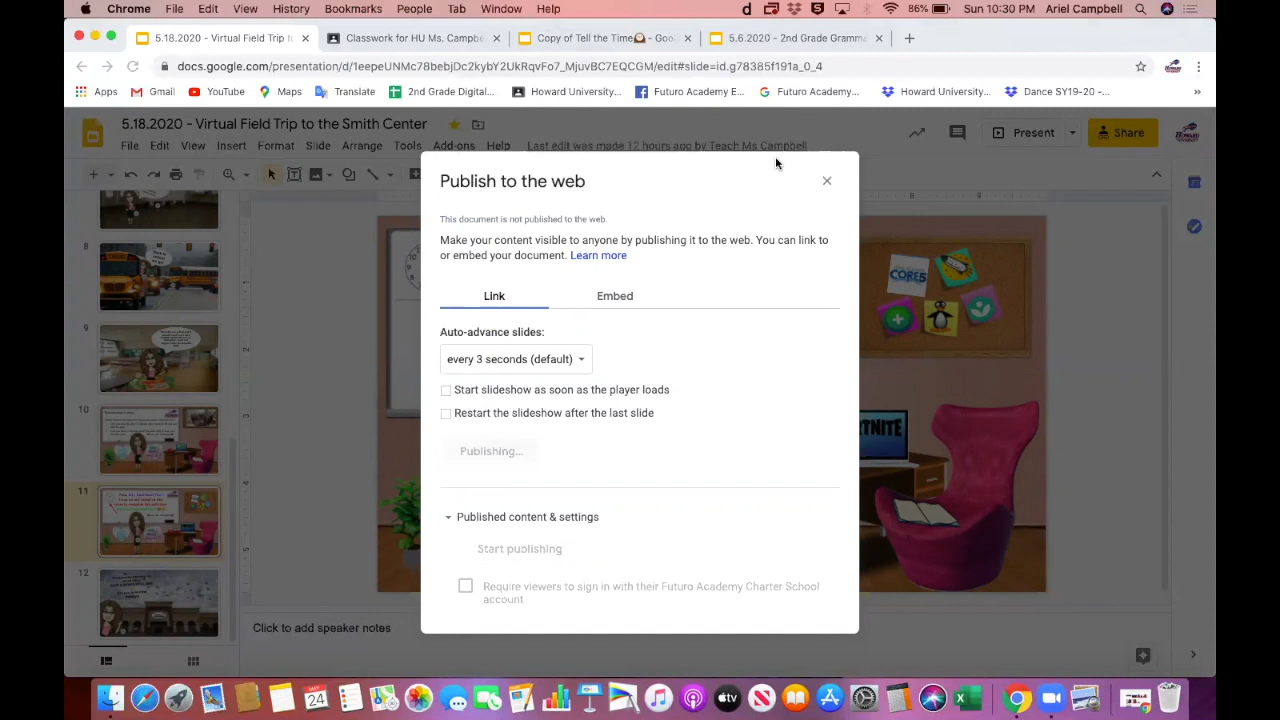 Chrome File Edit View History Bookmarks People Tab Window Help 86% Sun 10:30 PM Ariel Campbell
5.18.2020 - Virtual Field Trip to Classwork for HU Ms. Campbe Copy of Tell the Time - Goo 5.6.2020 - 2nd Grade Gramma
docs.google.com/presentation/d/1eepeUNMc78bebjDc2kybY2UkRqvFo7_MjuvBC7EQCGM/edit#slide=id.g78385f191a_0_4
Apps Gmail YouTube Maps Translate 2nd Grade Digital... Howard University... Futuro Academy E... Futuro Academy... Howard University... Dance SY19-20 -... »
5.18.2020 - Virtual Field Trip to the Smith Center
Present Share
File Edit View Insert Format Slide Arrange Tools Add-ons Help Last edit was made 12 hours ago by Teach Ms Campbell
Publish to the web
This document is not published to the web.
Make your content visible to anyone by publishing it to the web. You can link to
or embed your document. Learn more
Link Embed
Auto-advance slides:
every 3 seconds (default)
Start slideshow as soon as the player loads
Restart the slideshow after the last slide
Publishing...
Published content & settings
Start publishing
Require viewers to sign in with their Futuro Academy Charter School
account
8
9
10
11
12
CORE5
Click to add speaker notes
MAY
24
tv